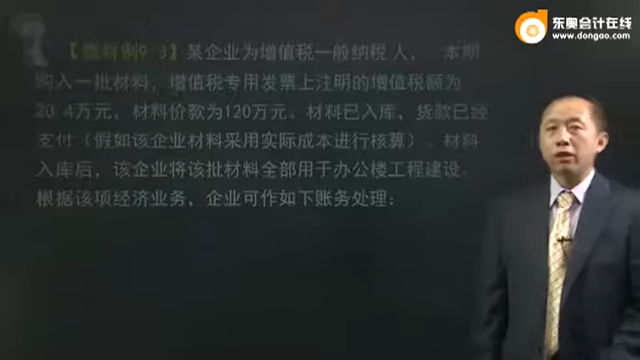 东奥会计在线
www.dongao.com
【教材例9-3】某企业为增值税一般纳税人，本期
购入一批材料，增值税专用发票上注明的增值税额为
20.4万元，材料价款为120万元。材料已入库，货款已经
支付（假如该企业材料采用实际成本进行核算）。材料
入库后，该企业将该批材料全部用于办公楼工程建设。
根据该项经济业务，企业可作如下账务处理：